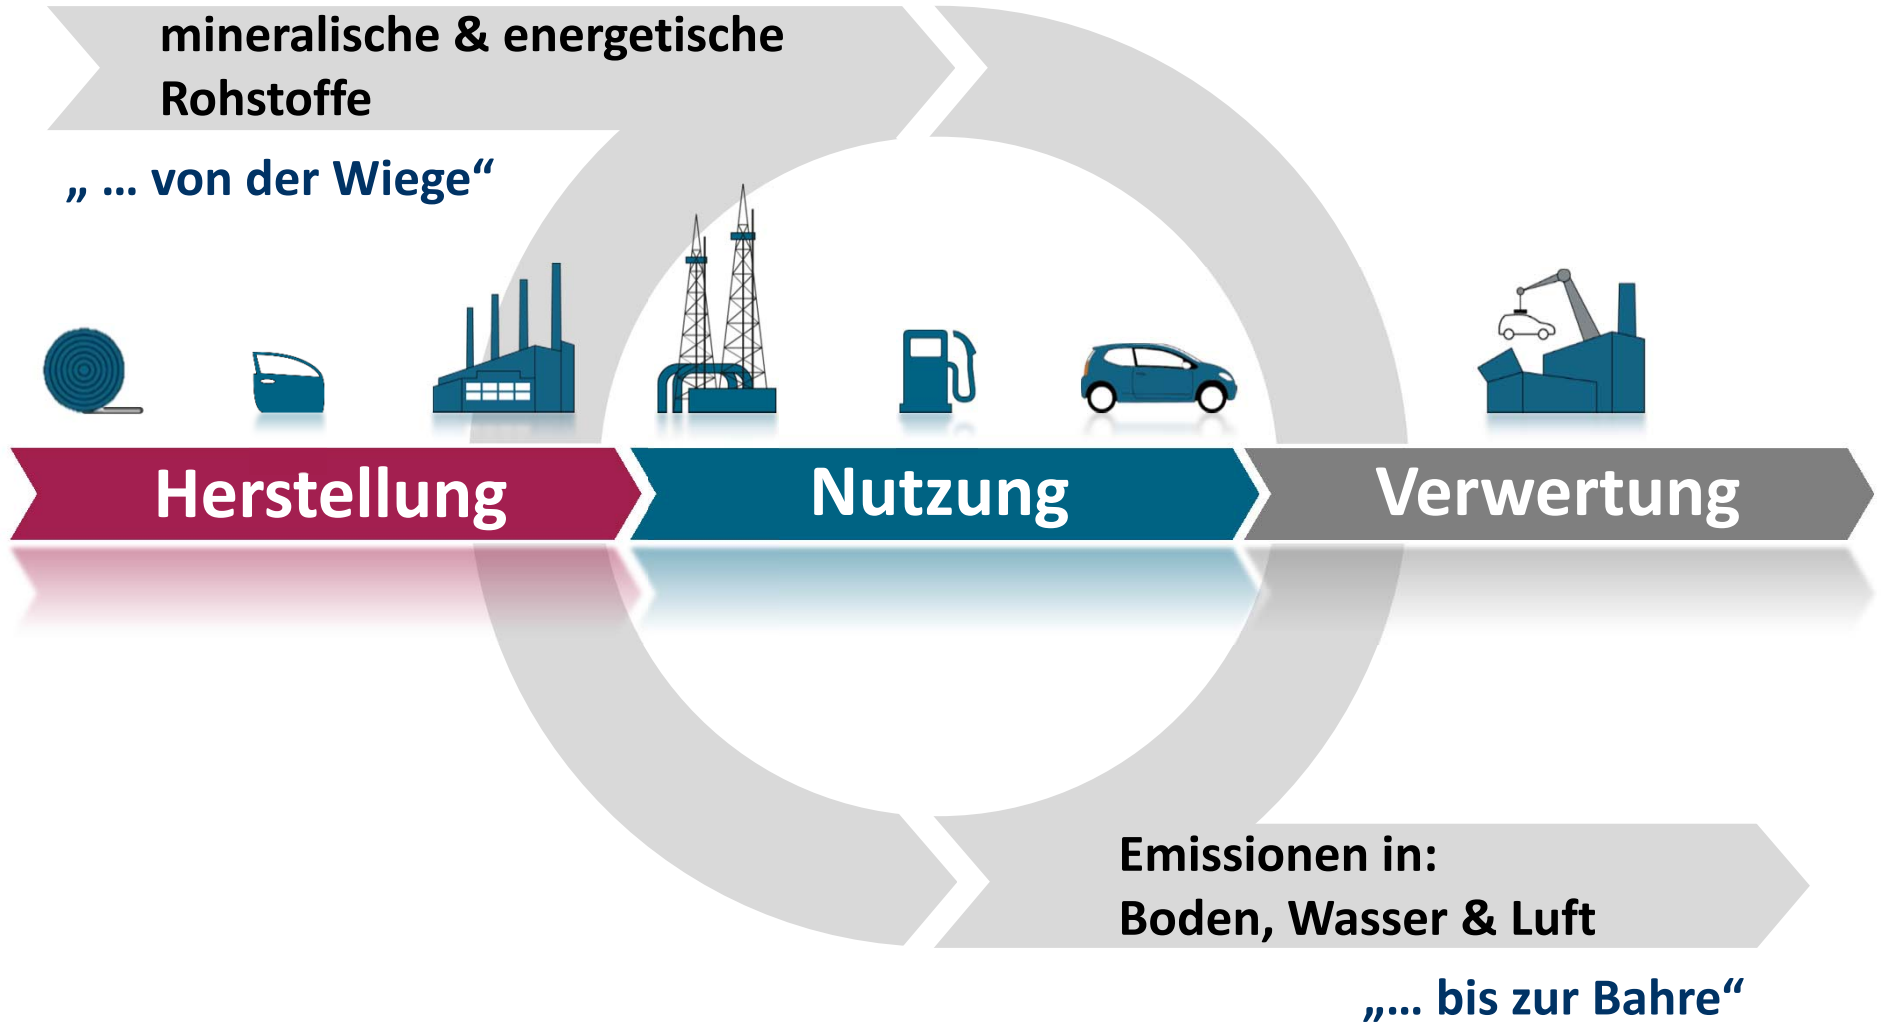 mineralische & energetische
Rohstoffe
„ … von der Wiege“
Herstellung
Nutzung
Verwertung
Emissionen in:
Boden, Wasser & Luft
„… bis zur Bahre“